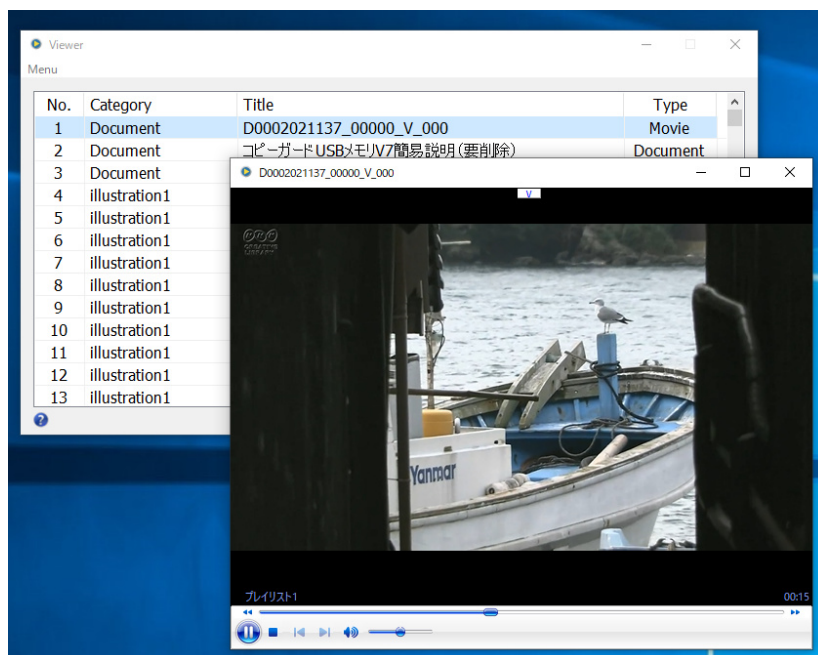 Viewer
Menu
No. Category Title Type
1 Document D0002021137_00000_V_000 Movie
2 Document コピーガードUSBメモリV7簡易説明(要削除) Document
3 Document
4 illustration1
5 illustration1
6 illustration1
7 illustration1
8 illustration1
9 illustration1
10 illustration1
11 illustration1
12 illustration1
13 illustration1
D0002021137_00000_V_000
V
CREATIVE
LIBRARY
Yanmar
プレイリスト1
00:15